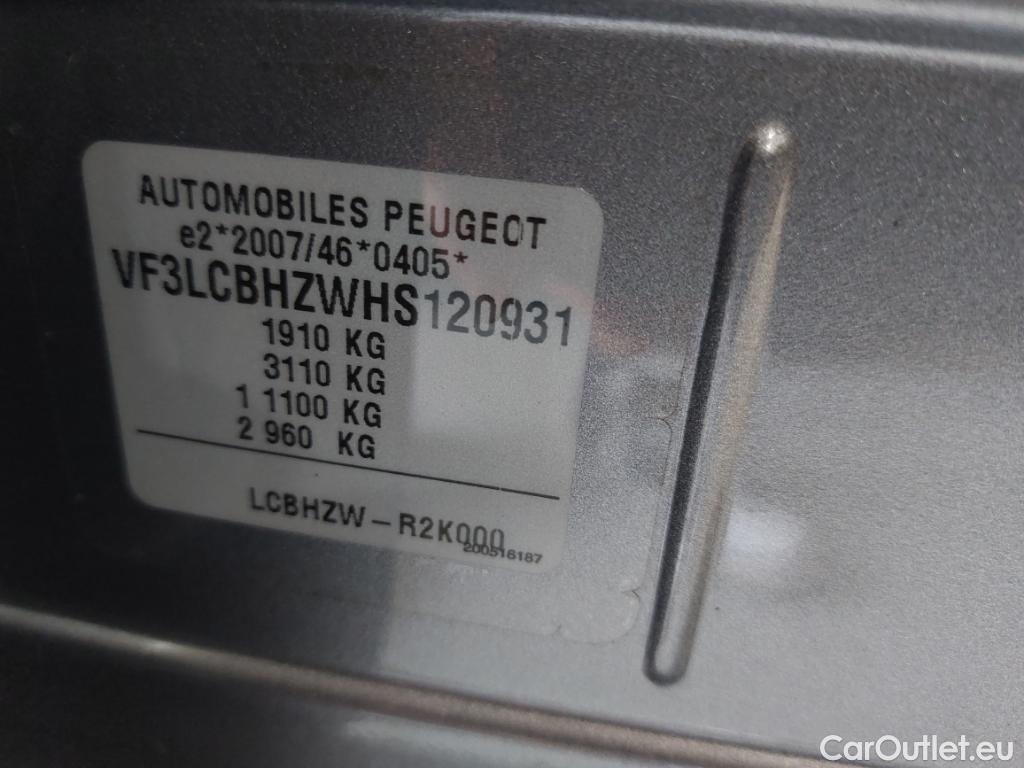 AUTOMOBILES PEUGEOT
e2*2007/46*0405*
VF3LCBHZWHS120931
1910 KG
3110 KG
1 1100 KG
2 960 KG
LCBHZW-R2K000
200516187
CarOutlet.eu